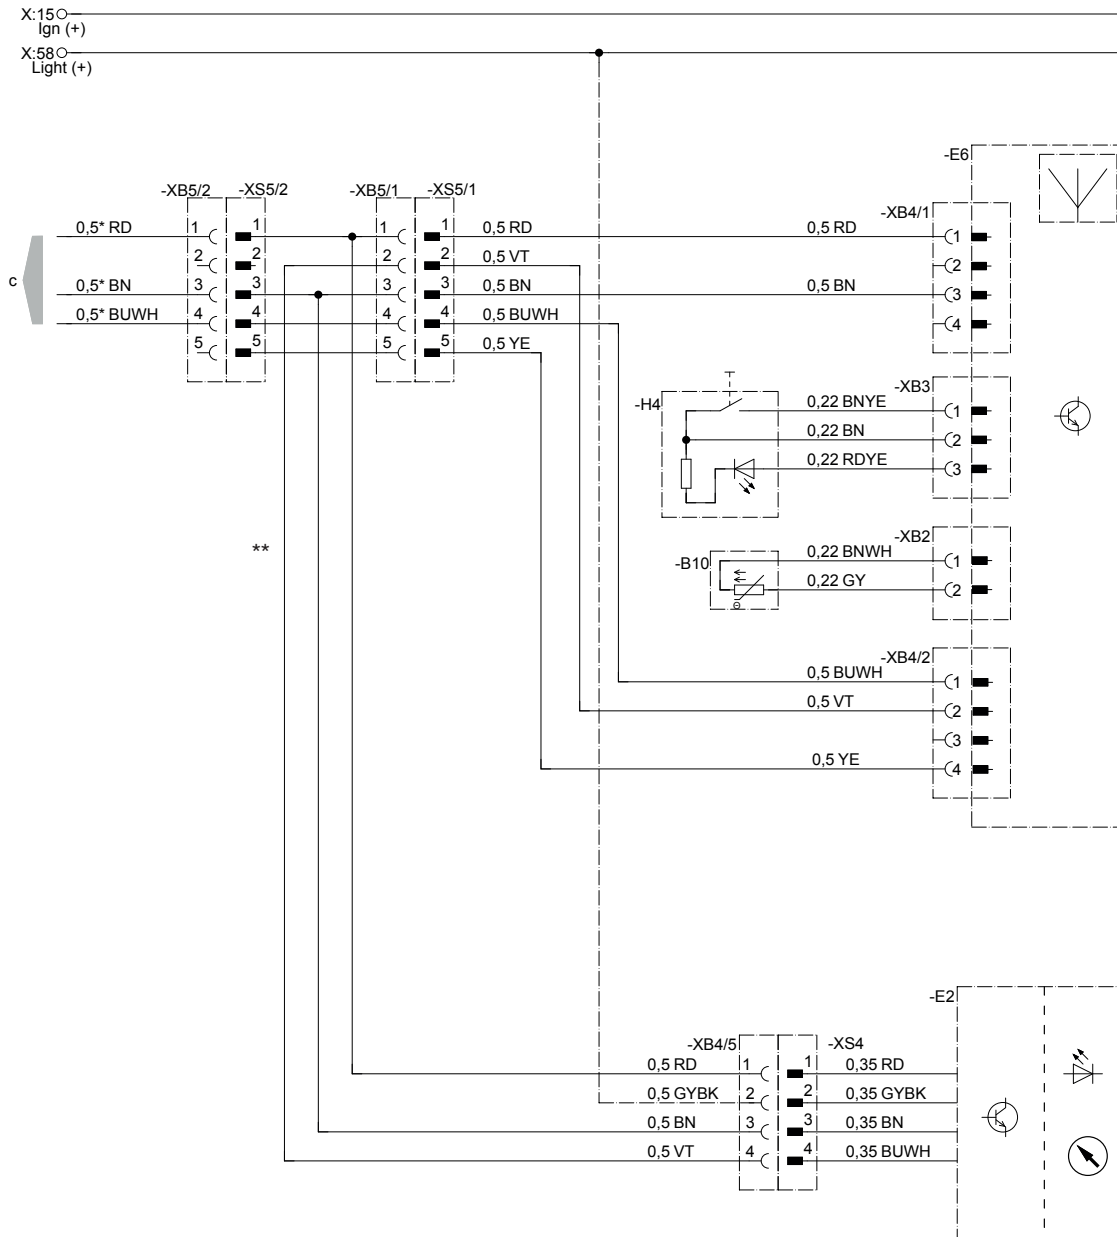 X:15
Ign (+)
X:58
Light (+)
-E6
-XB5/2 -XS5/2 -XB5/1 -XS5/1
-XB4/1
0,5* RD 1 1 1 1 0,5 RD 0,5 RD 1
2 2 2 2 0,5 VT 2
c
0,5* BN 3 3 3 3 0,5 BN 0,5 BN 3
0,5* BUWH 4 4 4 4 0,5 BUWH 4
5 5 5 5 0,5 YE
-XB3
-H4
0,22 BNYE 1
0,22 BN 2
0,22 RDYE 3
-XB2
**
-B10
0,22 BNWH 1
0,22 GY 2
-XB4/2
0,5 BUWH 1
0,5 VT 2
3
0,5 YE 4
-E2
-XB4/5 -XS4
0,5 RD 1 1 0,35 RD
0,5 GYBK 2 2 0,35 GYBK
0,5 BN 3 3 0,35 BN
0,5 VT 4 4 0,35 BUWH